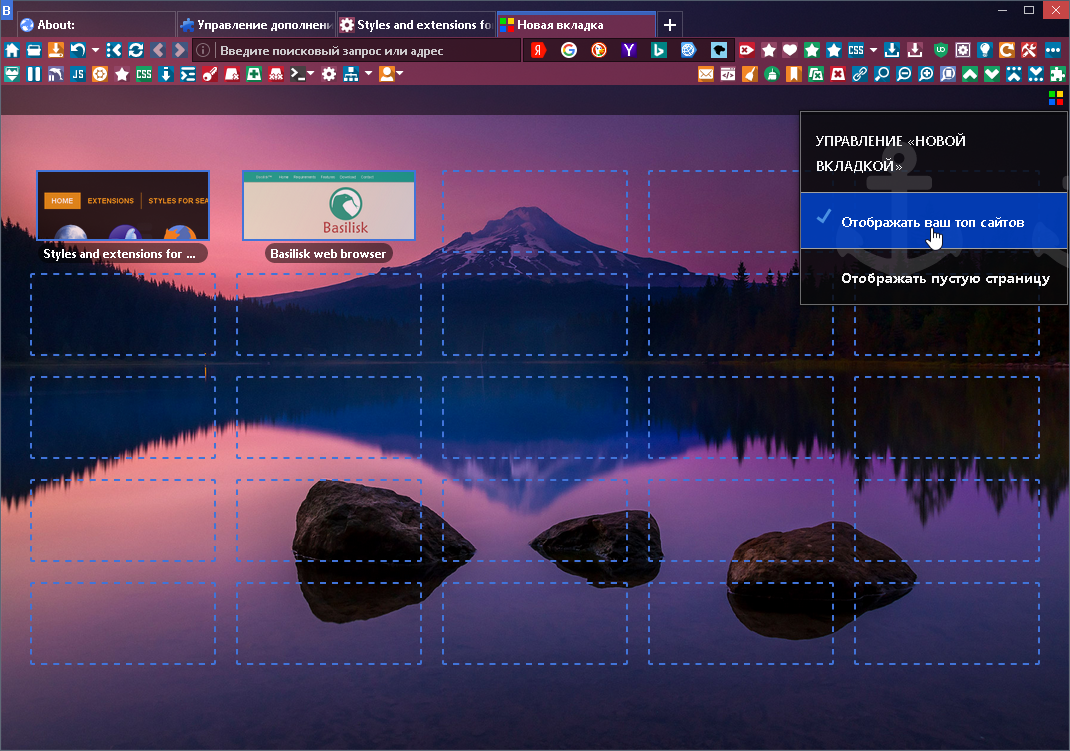 B
About:
Управление дополнен
Styles and extensions fo
Новая вкладка
Введите поисковый запрос или адрес
JS
CSS
CSS
УПРАВЛЕНИЕ «НОВОЙ
ВКЛАДКОЙ»
Отображать ваш топ сайтов
Отображать пустую страницу
HOME
EXTENSIONS
STYLES FOR SEA
Basilisk
Styles and extensions for ...
Basilisk web browser